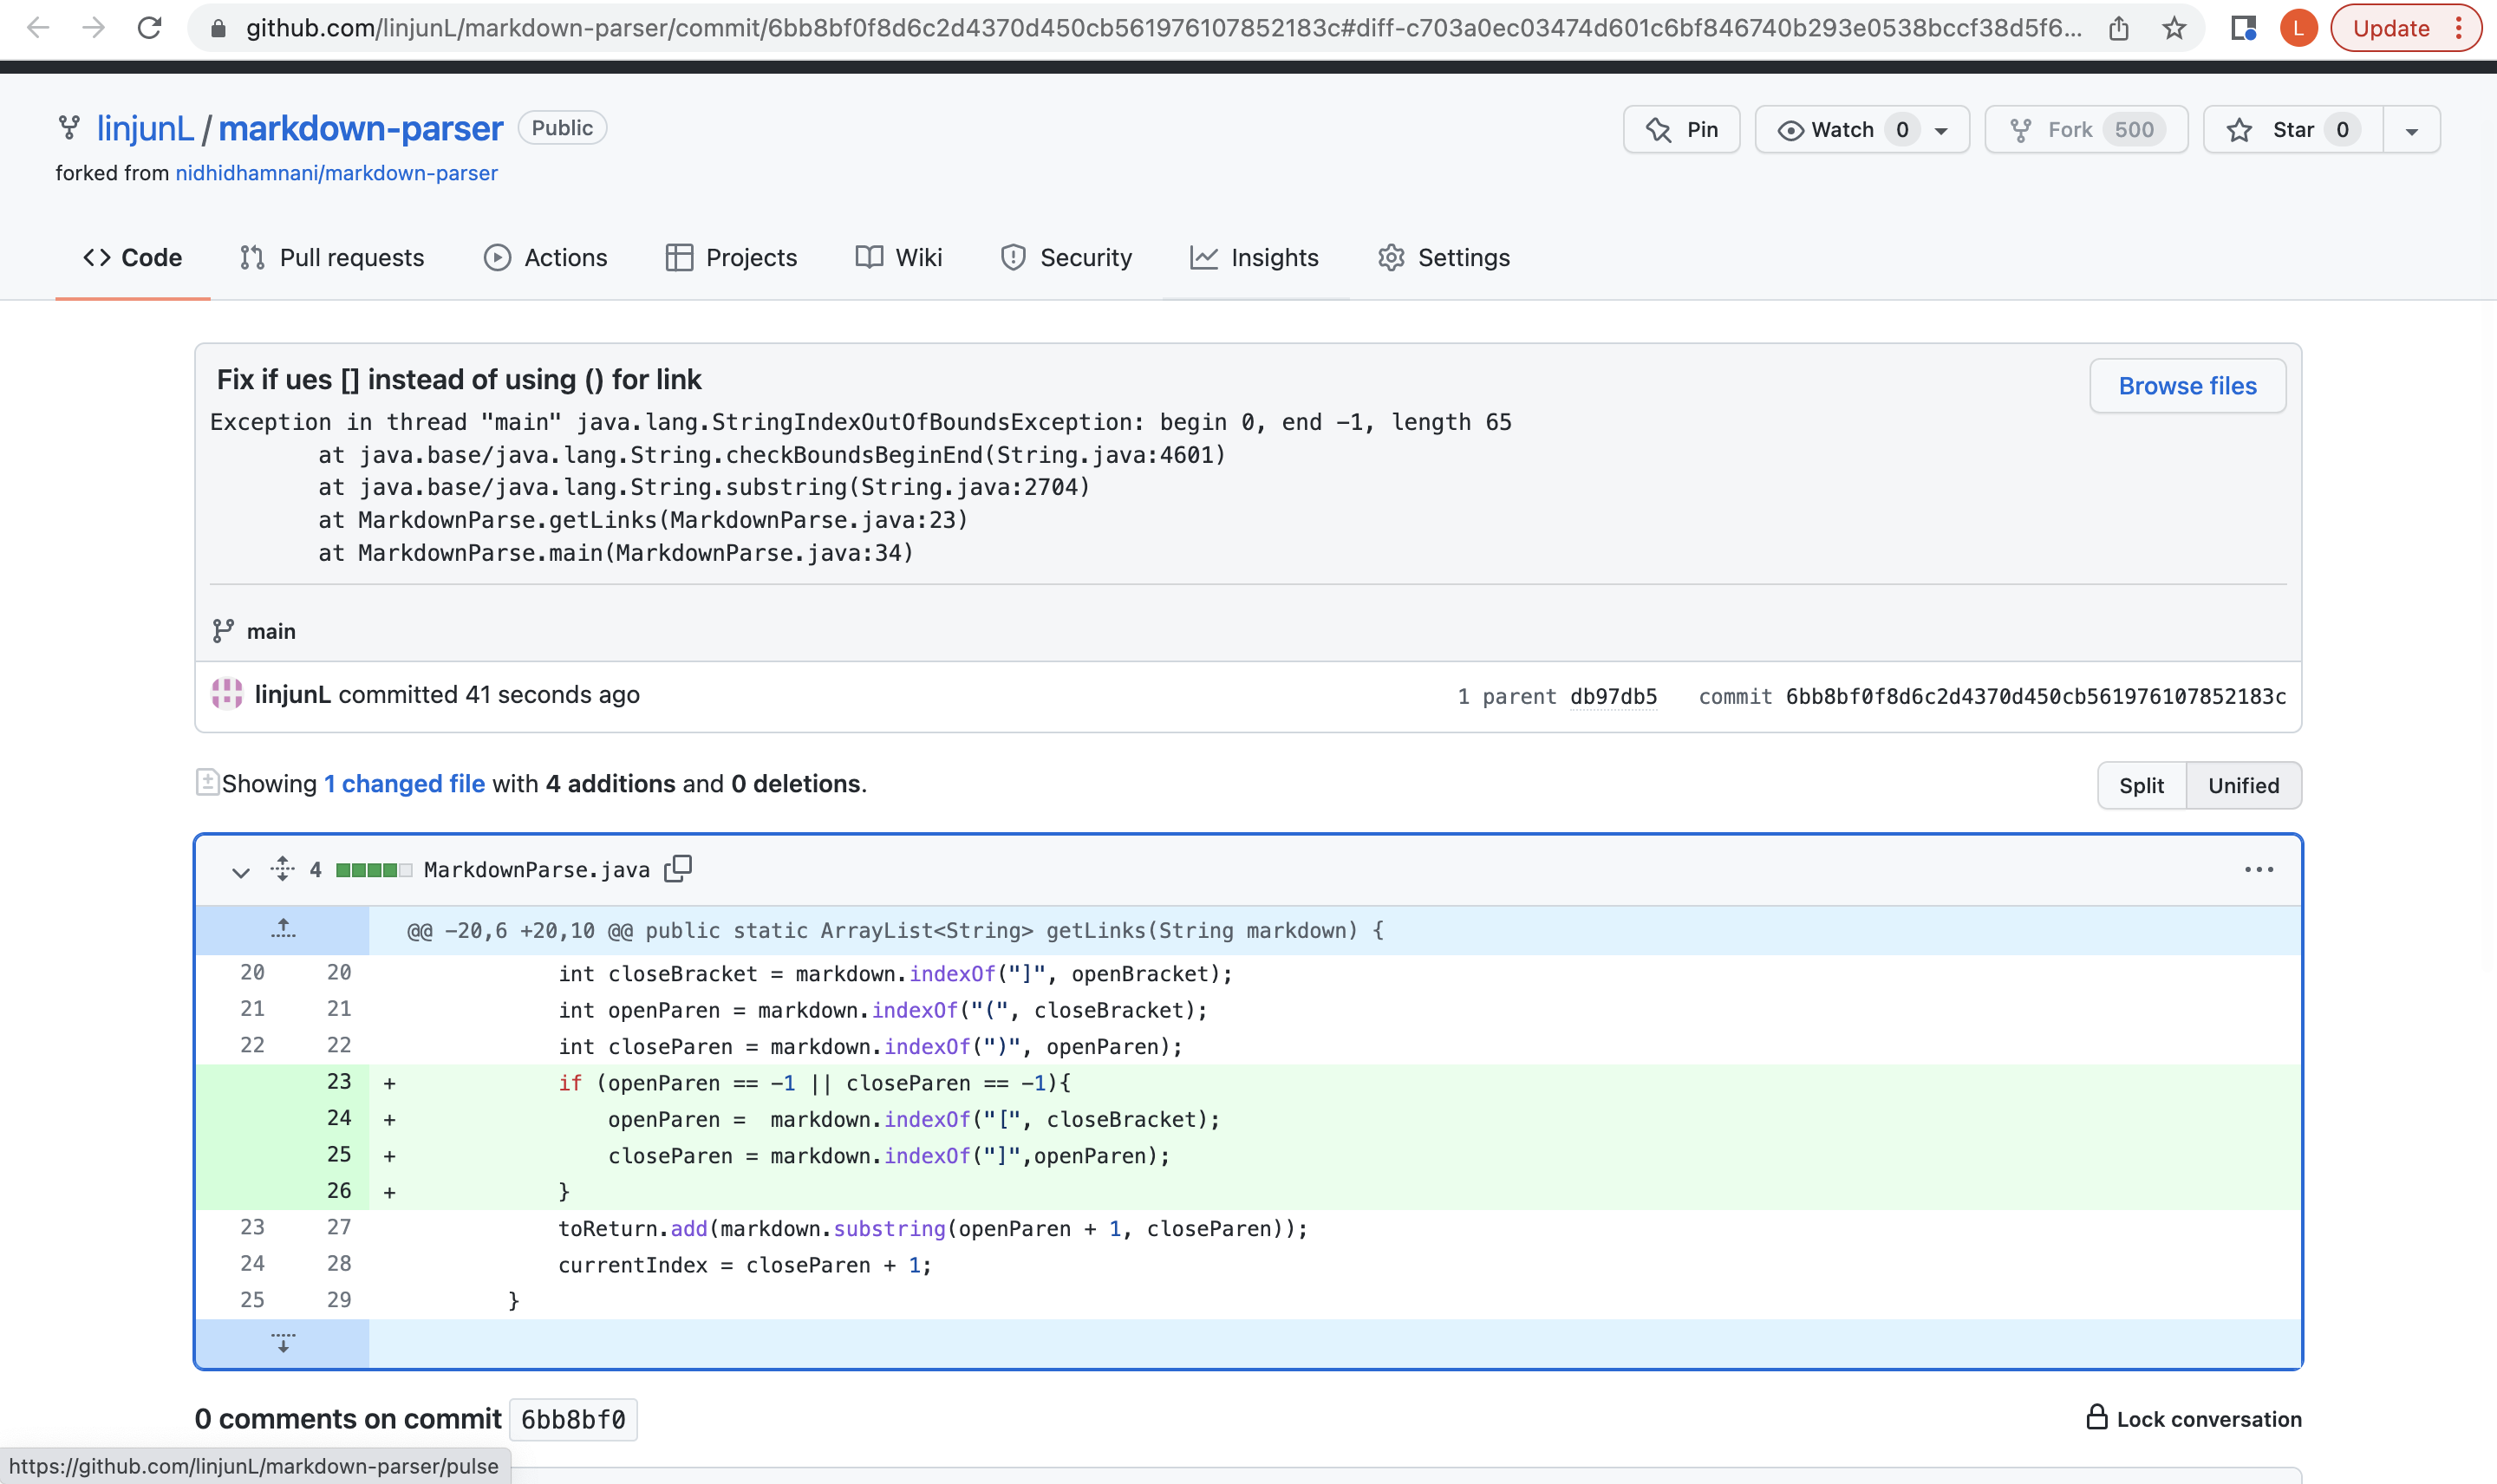 github.com/linjunL/markdown-parser/commit/6bb8bf0f8d6c2d4370d450cb561976107852183c#diff-c703a0ec03474d601c6bf846740b293e0538bccf38d5f6... L Update
linjunL / markdown-parser Public Pin Watch 0 Fork 500 Star 0
forked from nidhidhamnani/markdown-parser
Code Pull requests Actions Projects Wiki Security Insights Settings
Fix if ues [] instead of using () for link Browse files
Exception in thread "main" java.lang.StringIndexOutOfBoundsException: begin 0, end -1, length 65
at java.base/java.lang.String.checkBoundsBeginEnd(String.java:4601)
at java.base/java.lang.String.substring(String.java:2704)
at MarkdownParse.getLinks(MarkdownParse.java:23)
at MarkdownParse.main(MarkdownParse.java:34)
main
linjunL committed 41 seconds ago 1 parent db97db5 commit 6bb8bf0f8d6c2d4370d450cb561976107852183c
Showing 1 changed file with 4 additions and 0 deletions. Split Unified
4 MarkdownParse.java ...
@@ -20,6 +20,10 @@ public static ArrayList<String> getLinks(String markdown) {
20 20 int closeBracket = markdown.indexOf("]", openBracket);
21 21 int openParen = markdown.indexOf("(", closeBracket);
22 22 int closeParen = markdown.indexOf(")", openParen);
23 + if (openParen == -1 || closeParen == -1){
24 + openParen =  markdown.indexOf("[", closeBracket);
25 + closeParen = markdown.indexOf("]",openParen);
26 + }
23 27 toReturn.add(markdown.substring(openParen + 1, closeParen));
24 28 currentIndex = closeParen + 1;
25 29 }
0 comments on commit 6bb8bf0 Lock conversation
https://github.com/linjunL/markdown-parser/pulse